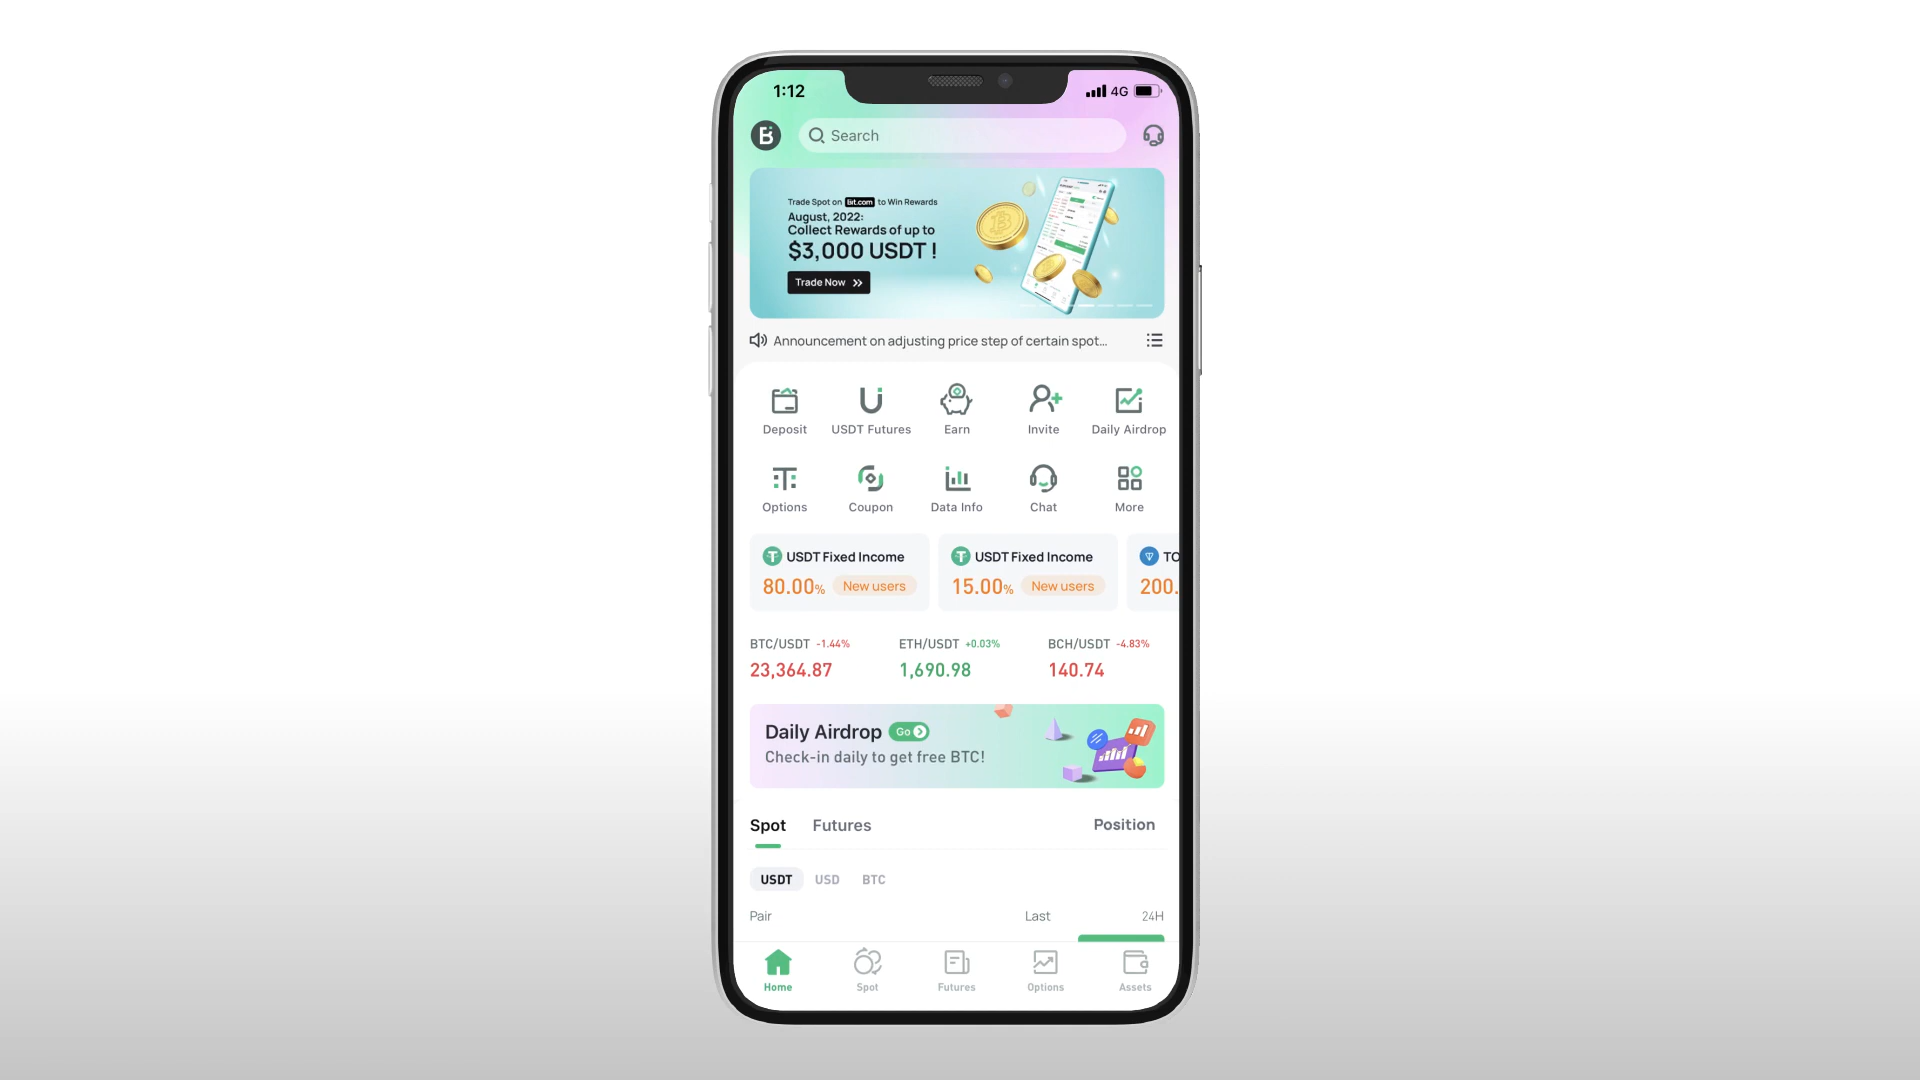 1:12
4G
Search
Trade Spot on Bit.com to Win Rewards
August, 2022:
Collect Rewards of up to
$3,000 USDT !
Trade Now
Announcement on adjusting price step of certain spot...
Deposit USDT Futures Earn Invite Daily Airdrop
Options Coupon Data Info Chat More
USDT Fixed Income USDT Fixed Income TO
80.00% New users 15.00% New users 200.
BTC/USDT -1.44% ETH/USDT +0.03% BCH/USDT -4.83%
23,364.87 1,690.98 140.74
Daily Airdrop Go
Check-in daily to get free BTC!
Spot Futures Position
USDT USD BTC
Pair Last 24H
Home Spot Futures Options Assets